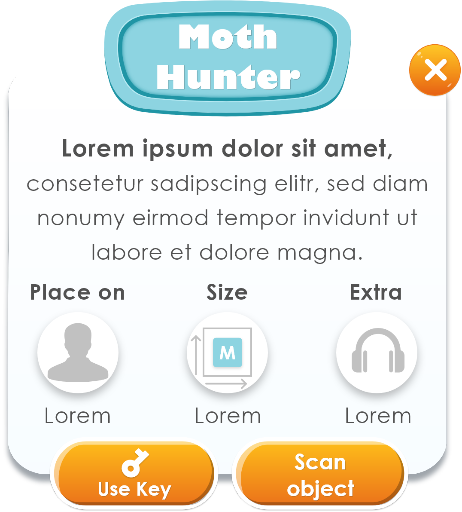 Moth
Hunter
Lorem ipsum dolor sit amet,
consetetur sadipscing elitr, sed diam
nonumy eirmod tempor invidunt ut
labore et dolore magna.
Place on Size Extra
M
Lorem Lorem Lorem
Use Key
Scan
object